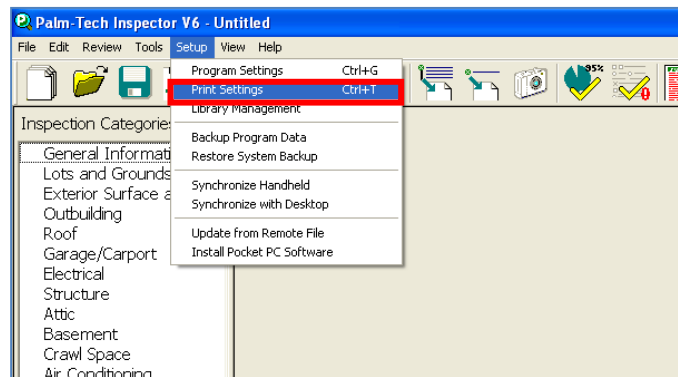 Palm-Tech Inspector V6 - Untitled
File Edit Review Tools Setup View Help
Program Settings Ctrl+G
Print Settings Ctrl+T
Library Management
Backup Program Data
Restore System Backup
Synchronize Handheld
Synchronize with Desktop
Update from Remote File
Install Pocket PC Software
95%
Inspection Categorie
General Informati
Lots and Grounds
Exterior Surface a
Outbuilding
Roof
Garage/Carport
Electrical
Structure
Attic
Basement
Crawl Space
Air Conditioning